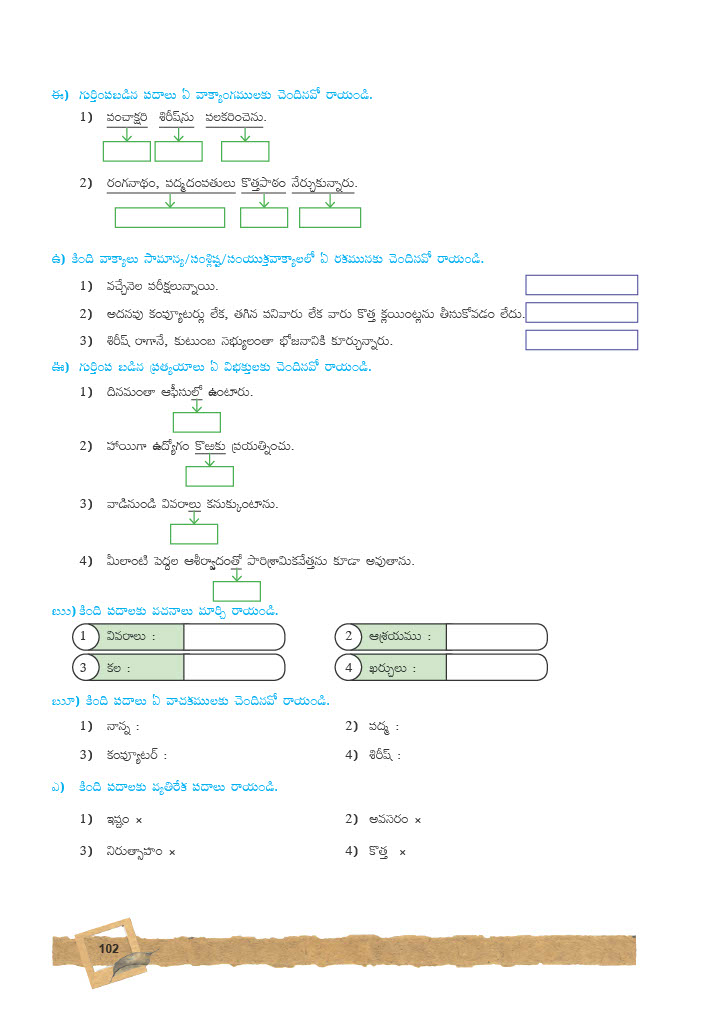 ఈ) గుర్తింపబడిన పదాలు ఏ వాక్యాంగములకు చెందినవో రాయండి.
1) పంచాక్షరి శిరీష్‌ను పలకరించెను.
2) రంగనాథం, పద్మదంపతులు కొత్తపాఠం నేర్చుకున్నారు.
ఉ) కింది వాక్యాలు సామాన్య/సంశ్లిష్ట/సంయుక్తవాక్యాలలో ఏ రకమునకు చెందినవో రాయండి.
1) వచ్చేనెల పరీక్షలున్నాయి.
2) అదనపు కంప్యూటర్లు లేక, తగిన పనివారు లేక వారు కొత్త క్లయింట్లను తీసుకోవడం లేదు.
3) శిరీష్ రాగానే, కుటుంబ సభ్యులంతా భోజనానికి కూర్చున్నారు.
ఊ) గుర్తింప బడిన ప్రత్యయాలు ఏ విభక్తులకు చెందినవో రాయండి.
1) దినమంతా ఆఫీసులో ఉంటారు.
2) హాయిగా ఉద్యోగం కొఱకు ప్రయత్నించు.
3) వాడినుండి వివరాలు కనుక్కుంటాను.
4) మీలాంటి పెద్దల ఆశీర్వాదంతో పారిశ్రామికవేత్తను కూడా అవుతాను.
ఋ) కింది పదాలకు వచనాలు మార్చి రాయండి.
1 వివరాలు : 2 ఆశ్రయము :
3 కల : 4 ఖర్చులు :
ౠ) కింది పదాలు ఏ వాచకములకు చెందినవో రాయండి.
1) నాన్న : 2) పద్మ :
3) కంప్యూటర్ : 4) శిరీష్ :
ఎ) కింది పదాలకు వ్యతిరేక పదాలు రాయండి.
1) ఇష్టం × 2) అవసరం ×
3) నిరుత్సాహం × 4) కొత్త ×
102